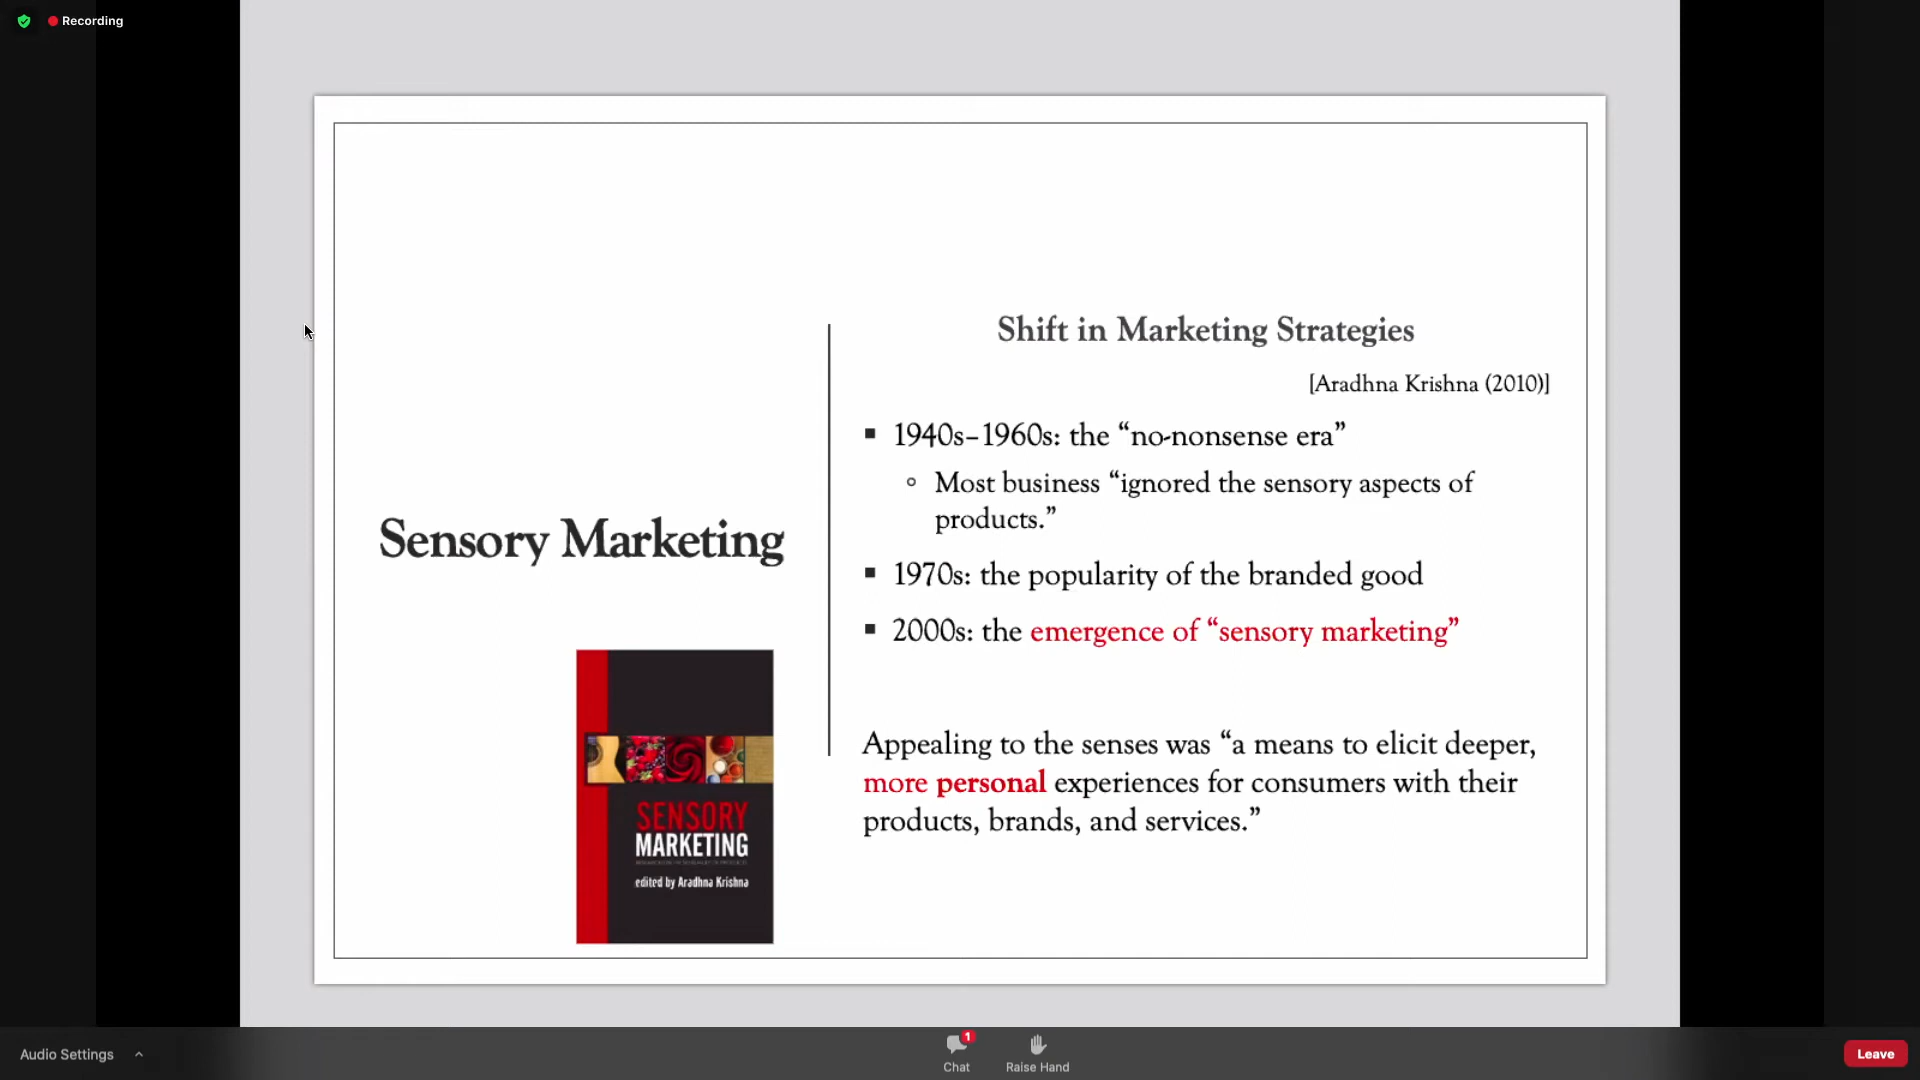 Recording
Shift in Marketing Strategies
[Aradhna Krishna (2010)]
▪ 1940s–1960s: the “no-nonsense era”
◦ Most business “ignored the sensory aspects of
products.”
Sensory Marketing
▪ 1970s: the popularity of the branded good
▪ 2000s: the emergence of “sensory marketing”
Appealing to the senses was “a means to elicit deeper,
more personal experiences for consumers with their
products, brands, and services.”
SENSORY
MARKETING
edited by Aradhna Krishna
Audio Settings
1
Chat
Raise Hand
Leave